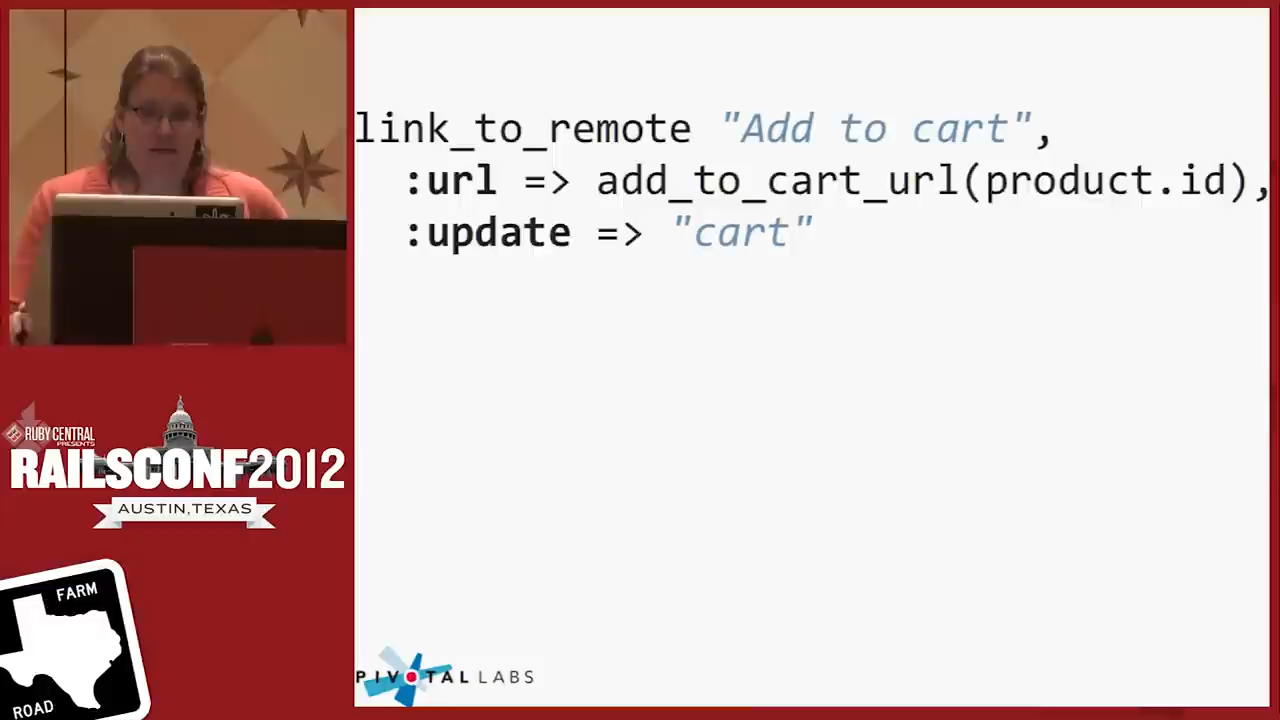 link_to_remote "Add to cart",
:url => add_to_cart_url(product.id),
:update => "cart"
RUBY CENTRAL
PRESENTS
RAILSCONF2012
AUSTIN, TEXAS
FARM
ROAD
PIVOTAL LABS